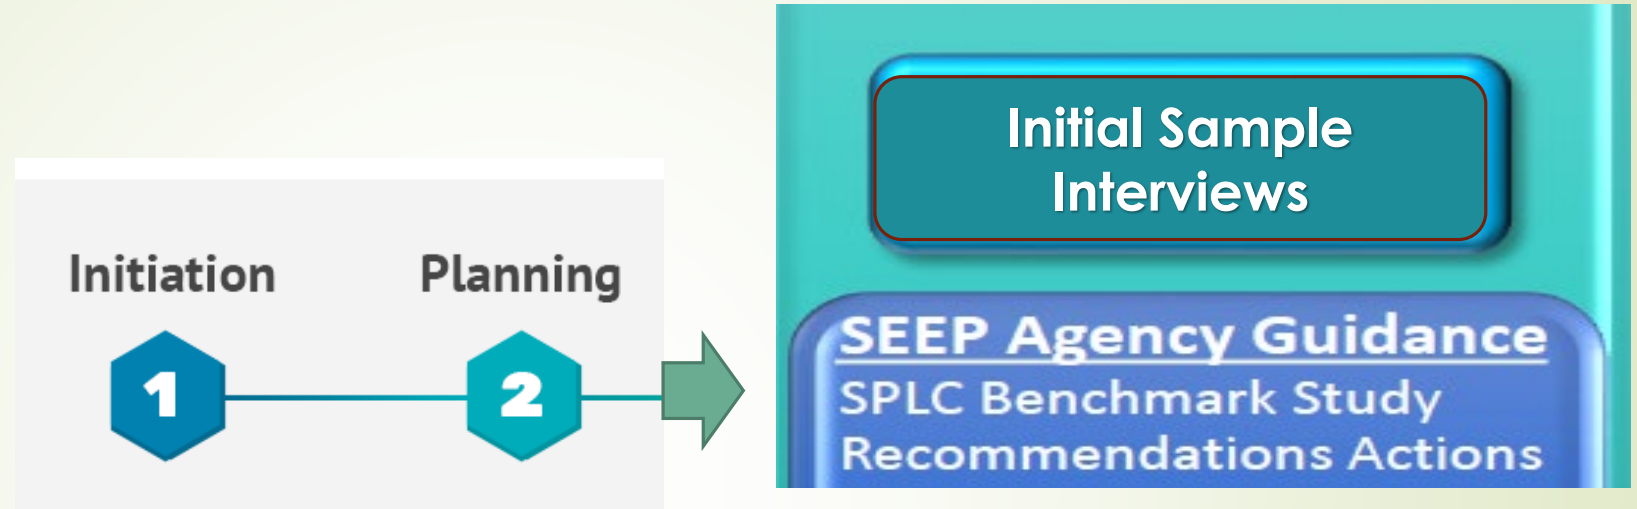 Initiation
Planning
1
2
Initial Sample
Interviews
SEEP Agency Guidance
SPLC Benchmark Study
Recommendations Actions